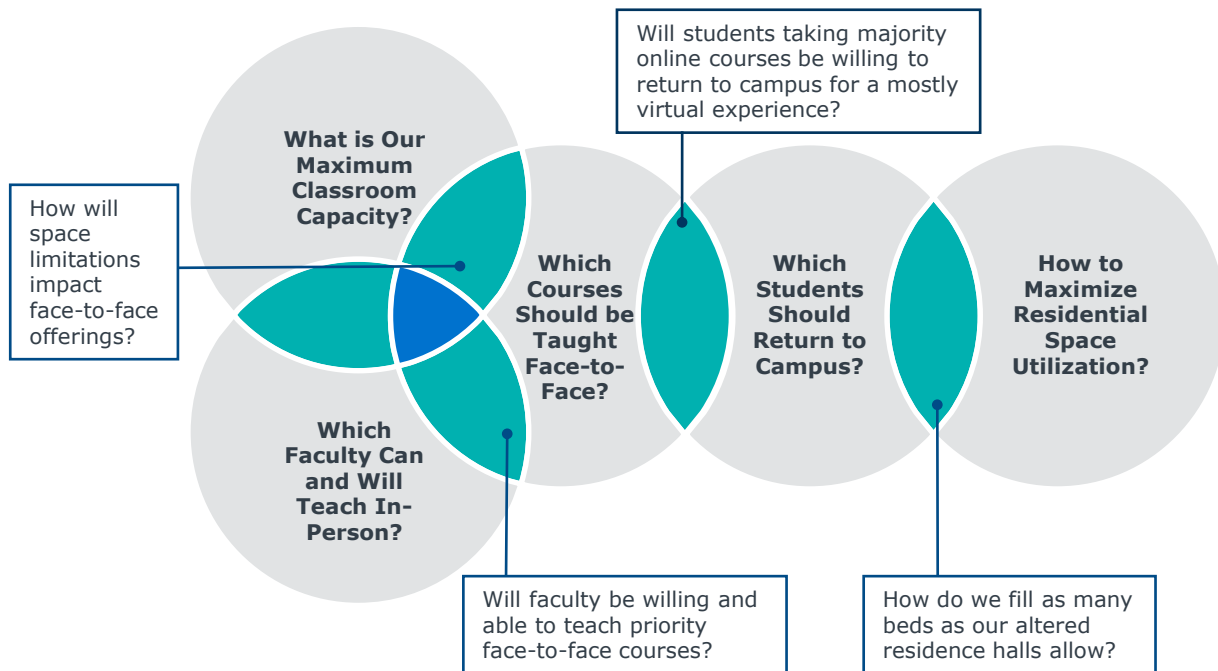 Will students taking majority
online courses be willing to
return to campus for a mostly
virtual experience?
What is Our
Maximum
Classroom
Capacity?
How will
space
limitations
impact
face-to-face
offerings?
Which
Courses
Should be
Taught
Face-to-
Face?
Which
Students
Should
Return to
Campus?
How to
Maximize
Residential
Space
Utilization?
Which
Faculty Can
and Will
Teach In-
Person?
Will faculty be willing and
able to teach priority
face-to-face courses?
How do we fill as many
beds as our altered
residence halls allow?